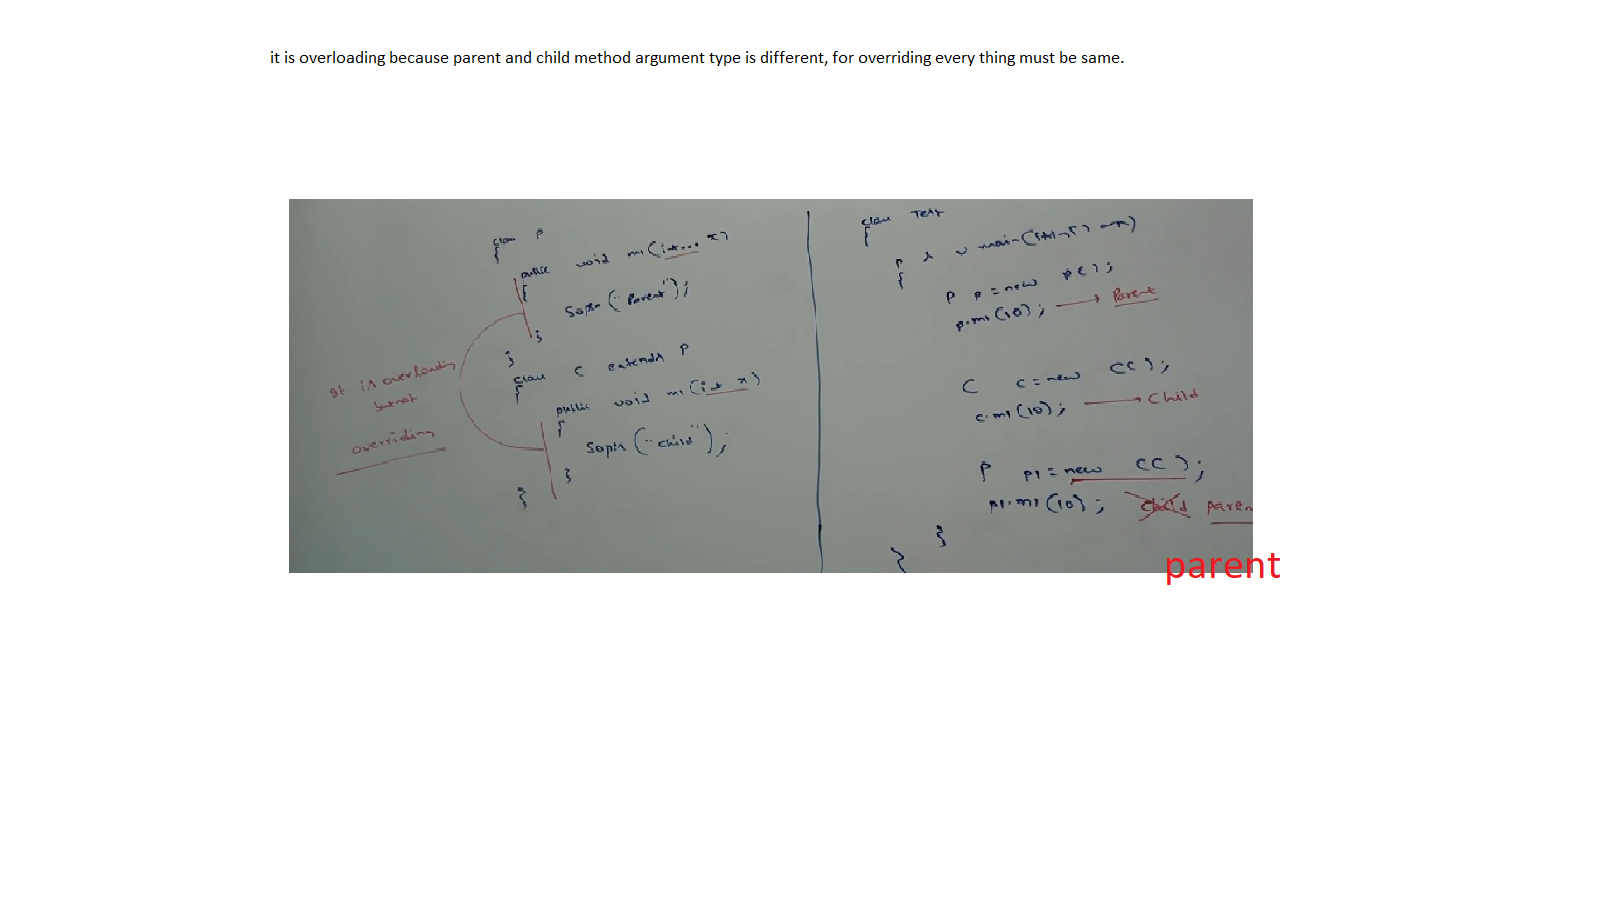 it is overloading because parent and child method argument type is different, for overriding every thing must be same.
class P
{
public void m1(int... x)
{
Sopln("Parent");
}
}
class C extends P
{
public void m1(int x)
{
Sopln("child");
}
}
It is overloading
but not
overriding
class Test
{
P s v main(String[] args)
{
P p = new P();
p.m1(10); → Parent
C c = new C();
c.m1(10); → Child
P p1 = new C();
p1.m1(10); Child Paren
}
}
parent